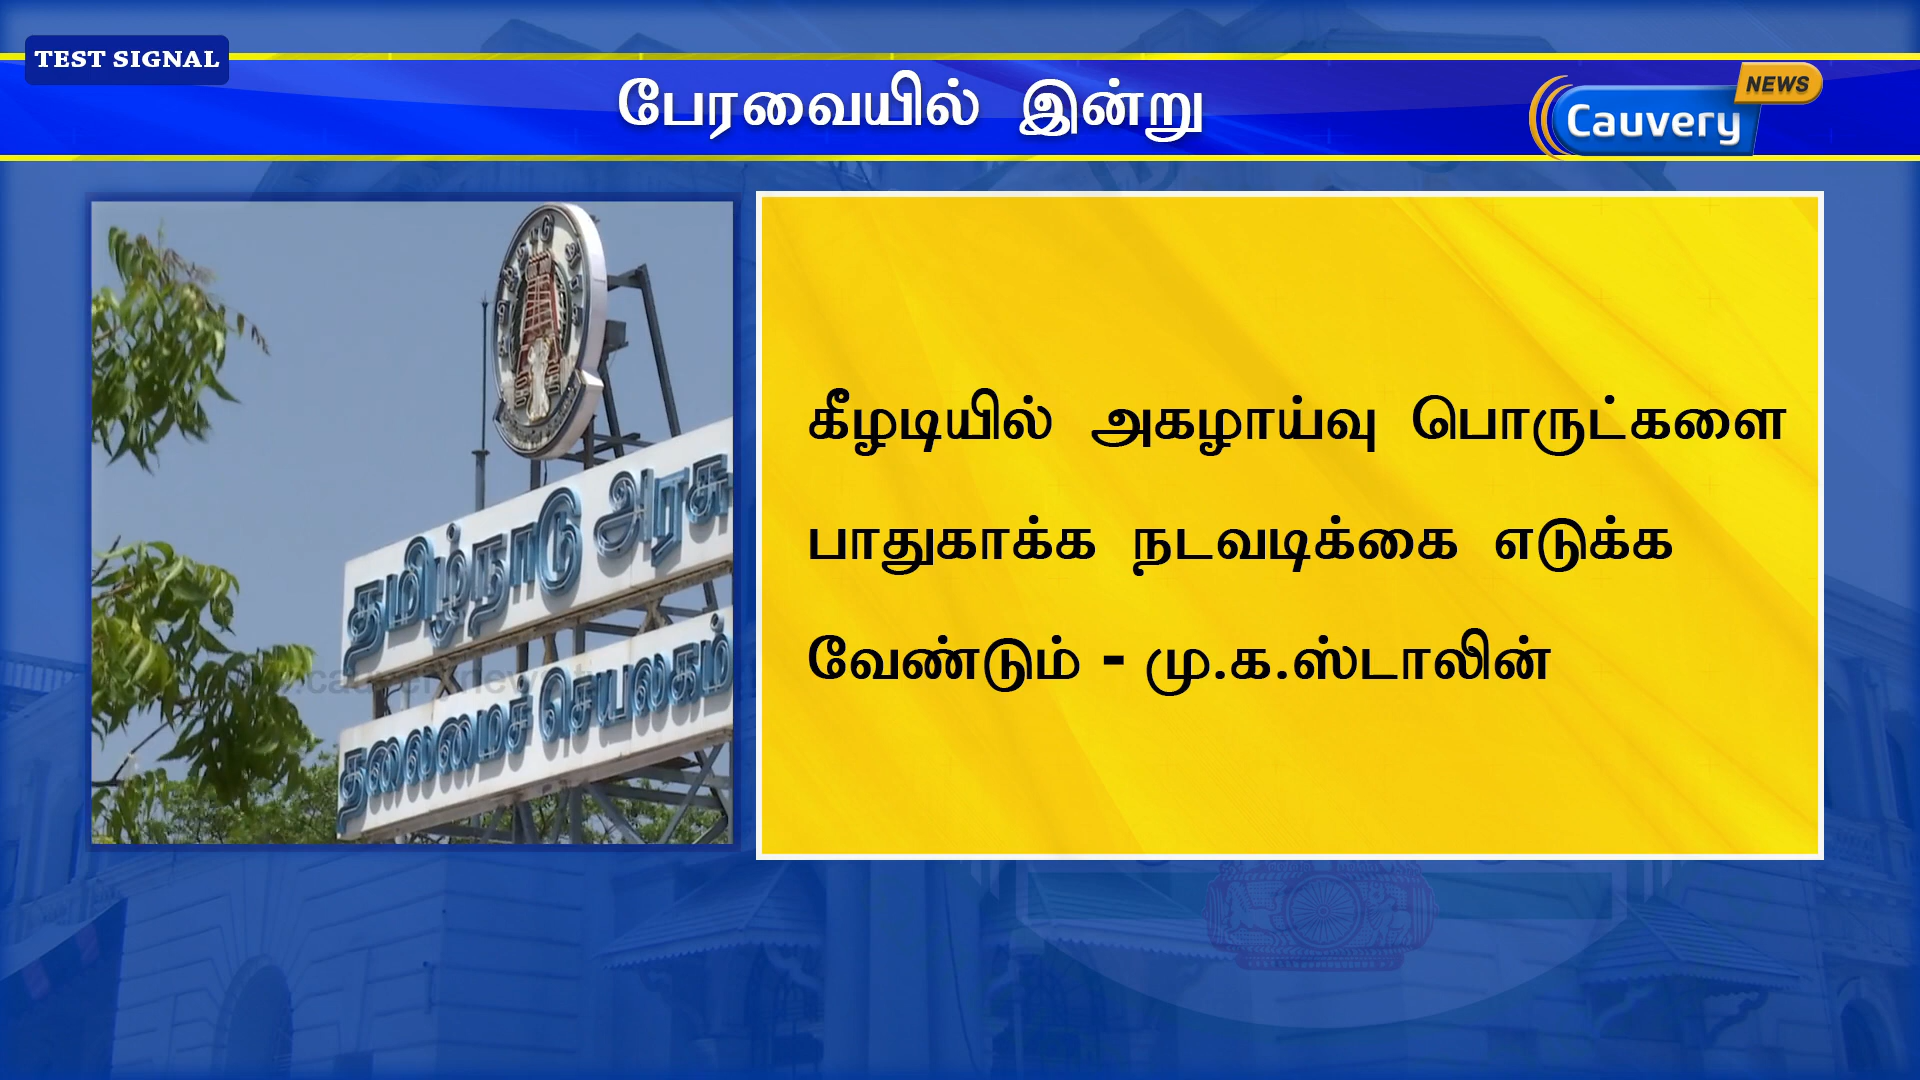 TEST SIGNAL
பேரவையில் இன்று
NEWS
Cauvery
தமிழ்நாடு அரசு
தலைமைச் செயலகம்
கீழடியில் அகழாய்வு பொருட்களை
பாதுகாக்க நடவடிக்கை எடுக்க
வேண்டும் - மு.க.ஸ்டாலின்